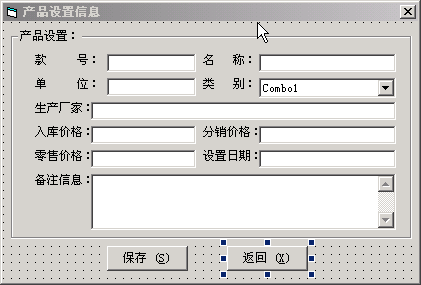 产品设置信息
产品设置：
款 号： 名 称：
单 位： 类 别： Combo1
生产厂家：
入库价格： 分销价格：
零售价格： 设置日期：
备注信息：
保存 (S) 返回 (X)